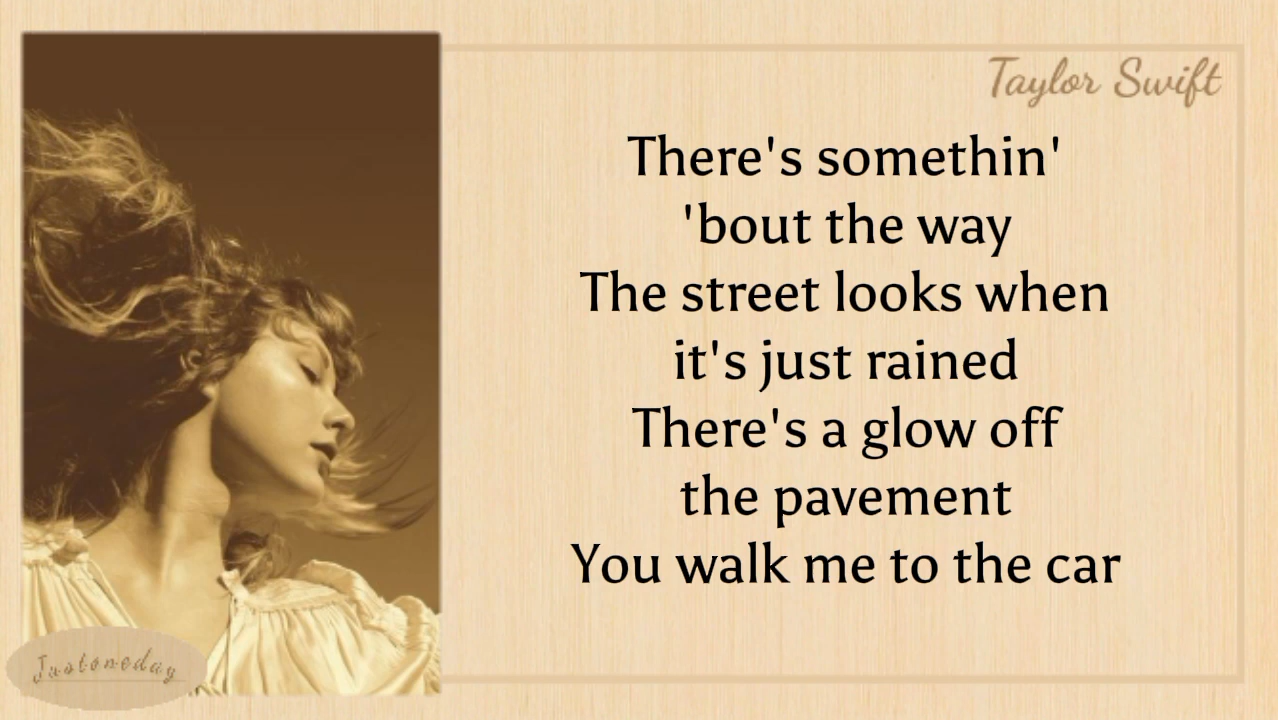 Taylor Swift
There's somethin'
'bout the way
The street looks when
it's just rained
There's a glow off
the pavement
You walk me to the car
Justoneday